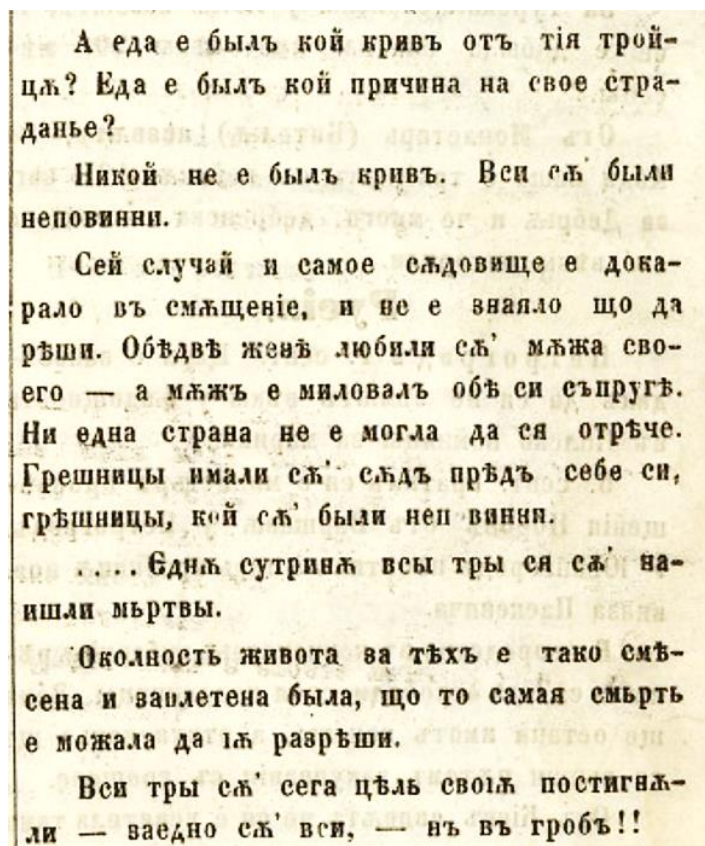 А еда е былъ кой кривъ отъ тія трой-
цѫ? Еда е былъ кой причина на свое стра-
данье?
Никой не е былъ кривъ. Вси сѫ' были
неповинни.
Сей случай и самое сѫдовище е дока-
рало въ смѫщеніе, и не е знаяло що да
рѣши. Обѣдвѣ женѣ любили сѫ' мѫжа сво-
его — а мѫжъ е миловалъ обѣ си съпругѣ.
Ни една страна не е могла да ся отрѣче.
Грешницы имали сѫ' сѫдъ прѣдъ себе си,
грѣшницы, кой сѫ' были неп винни.
.... Єднѫ сутринѫ всы тры ся сѫ' на-
ишли мьртвы.
Околность живота за тѣхъ е тако смѣ-
сена и заплетена была, що то самая смьрть
е можала да ѭ разрѣши.
Вси тры сѫ' сега цѣль своѭ постигнѫ-
ли — заедно сѫ' вси, — нъ въ гробъ!!